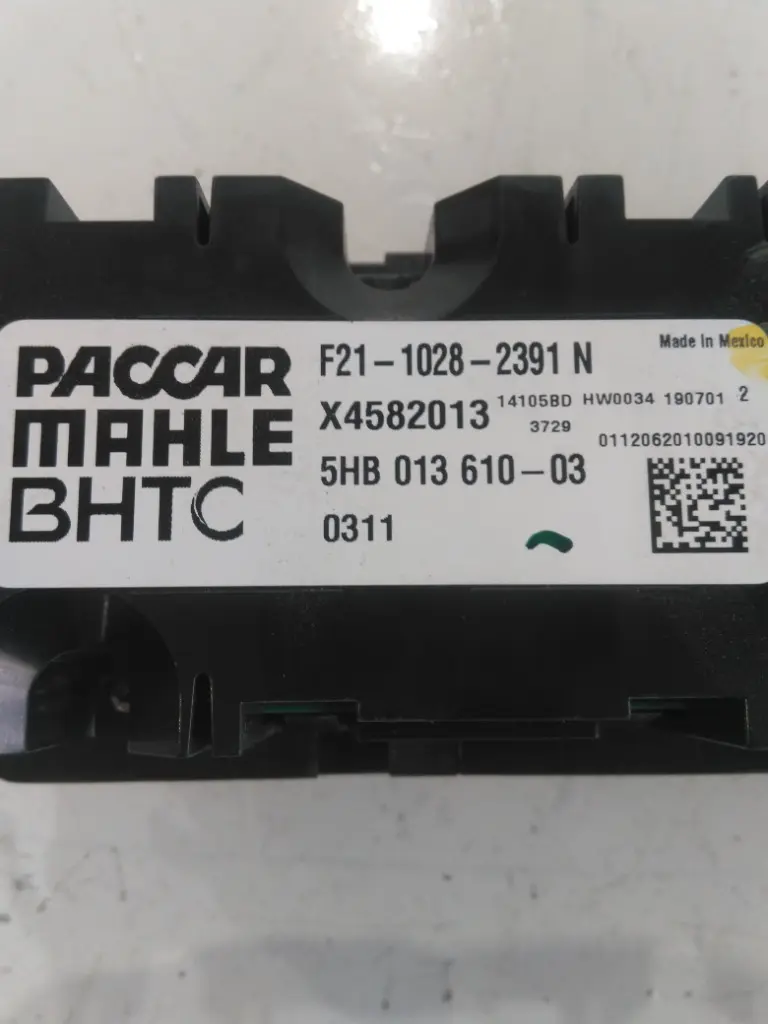 PACCAR
MAHLE
BHTC
F21-1028-2391 N
Made In Mexico
X4582013
14105BD HW0034 190701 2
3729
0112062010091920
5HB 013 610-03
0311